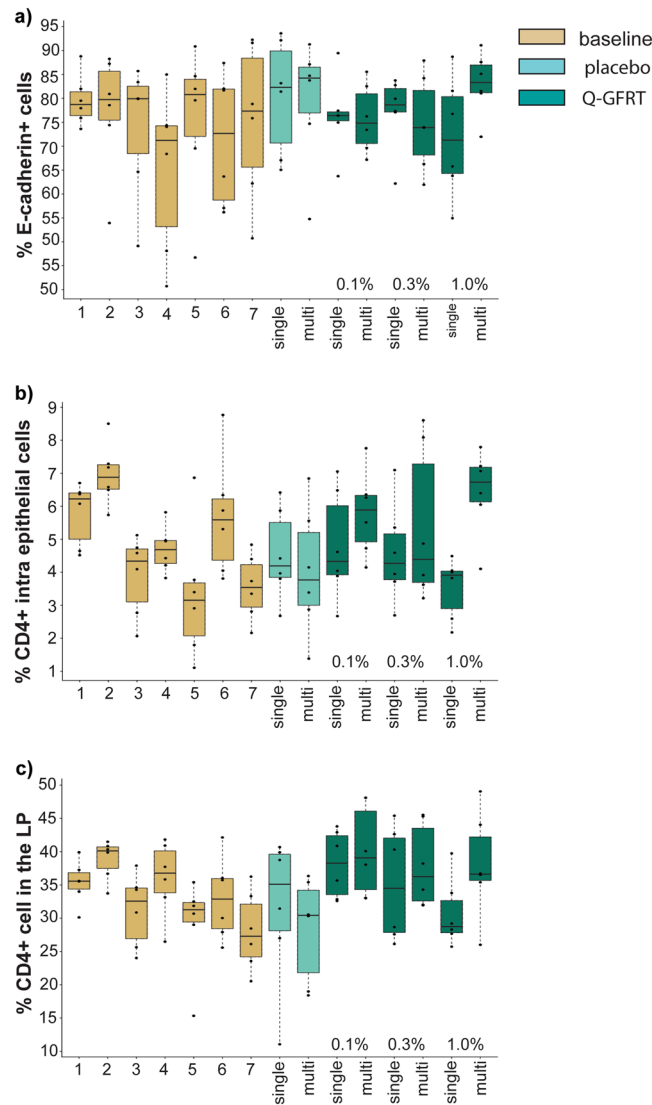 a)
% E-cadherin+ cells
95
90
85
80
75
70
65
60
55
50
baseline
placebo
Q-GFRT
0.1% 0.3% 1.0%
1 2 3 4 5 6 7 single multi single multi single multi single multi
b)
% CD4+ intra epithelial cells
9
8
7
6
5
4
3
2
1
0.1% 0.3% 1.0%
1 2 3 4 5 6 7 single multi single multi single multi single multi
c)
% CD4+ cell in the LP
50
45
40
35
30
25
20
15
10
0.1% 0.3% 1.0%
1 2 3 4 5 6 7 single multi single multi single multi single multi